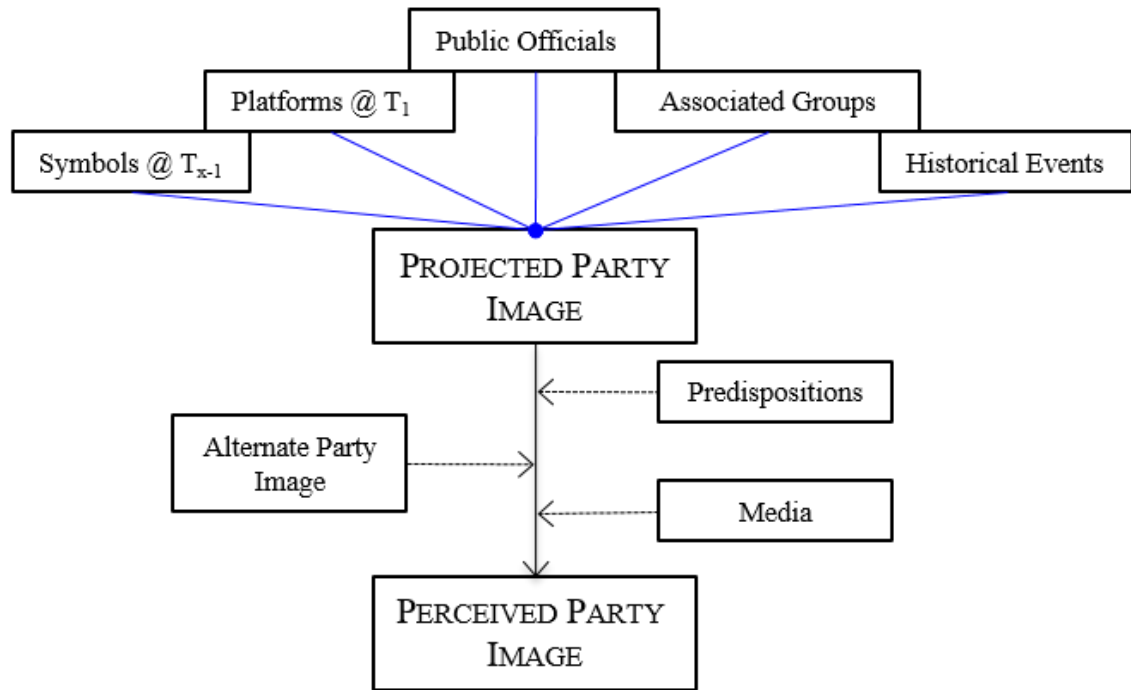 Public Officials
Platforms @ T1
Associated Groups
Symbols @ Tx-1
Historical Events
PROJECTED PARTY
IMAGE
Predispositions
Alternate Party
Image
Media
PERCEIVED PARTY
IMAGE